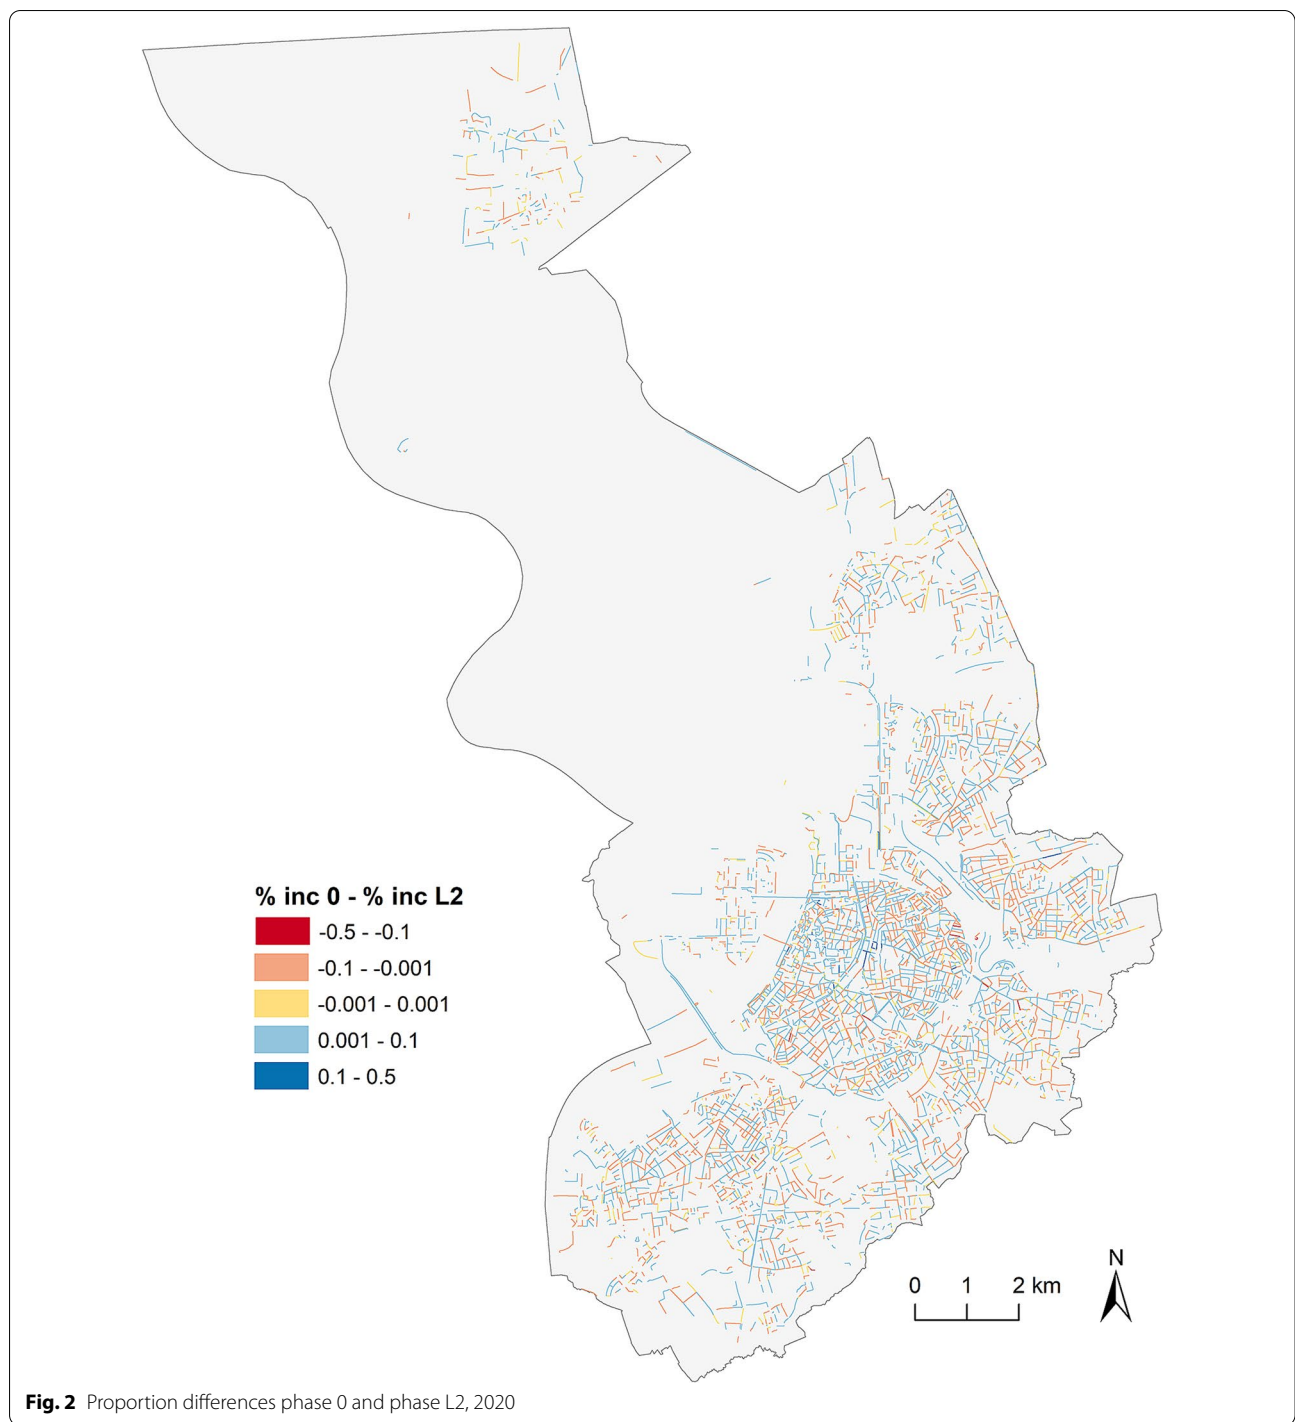 % inc 0 - % inc L2
-0.5 - -0.1
-0.1 - -0.001
-0.001 - 0.001
0.001 - 0.1
0.1 - 0.5
N
0 1 2 km
Fig. 2 Proportion differences phase 0 and phase L2, 2020